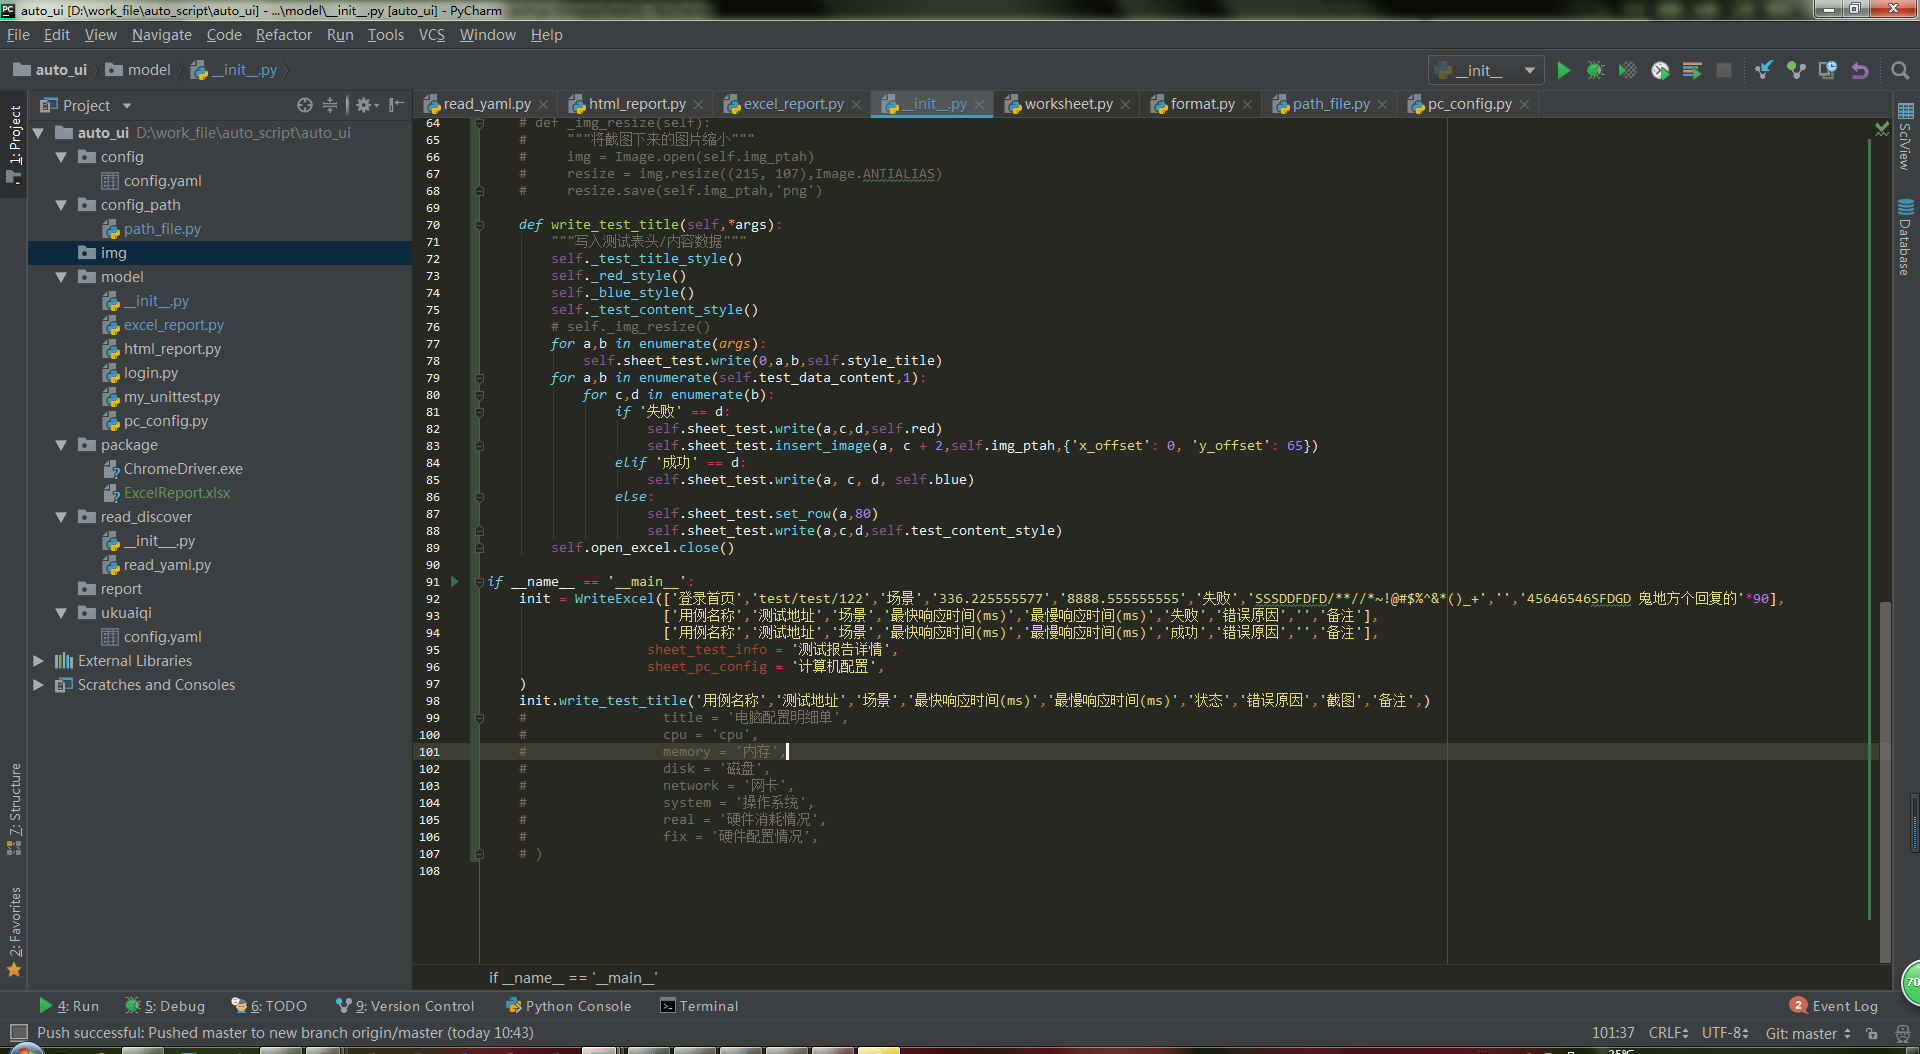 auto_ui [D:\work_file\auto_script\auto_ui] - ...\model\__init__.py [auto_ui] - PyCharm
File Edit View Navigate Code Refactor Run Tools VCS Window Help
auto_ui model __init__.py
__init__
Project
read_yaml.py html_report.py excel_report.py __init__.py worksheet.py format.py path_file.py pc_config.py
1: Project
7: Structure
2: Favorites
SciView
Database
auto_ui D:\work_file\auto_script\auto_ui
config
config.yaml
config_path
path_file.py
img
model
__init__.py
excel_report.py
html_report.py
login.py
my_unittest.py
pc_config.py
package
ChromeDriver.exe
ExcelReport.xlsx
read_discover
__init__.py
read_yaml.py
report
ukuaiqi
config.yaml
External Libraries
Scratches and Consoles
64 # def _img_resize(self):
65 # """将截图下来的图片缩小"""
66 # img = Image.open(self.img_ptah)
67 # resize = img.resize((215, 107),Image.ANTIALIAS)
68 # resize.save(self.img_ptah,'png')
69
70 def write_test_title(self,*args):
71 """写入测试表头/内容数据"""
72 self._test_title_style()
73 self._red_style()
74 self._blue_style()
75 self._test_content_style()
76 # self._img_resize()
77 for a,b in enumerate(args):
78 self.sheet_test.write(0,a,b,self.style_title)
79 for a,b in enumerate(self.test_data_content,1):
80 for c,d in enumerate(b):
81 if '失败' == d:
82 self.sheet_test.write(a,c,d,self.red)
83 self.sheet_test.insert_image(a, c + 2,self.img_ptah,{'x_offset': 0, 'y_offset': 65})
84 elif '成功' == d:
85 self.sheet_test.write(a, c, d, self.blue)
86 else:
87 self.sheet_test.set_row(a,80)
88 self.sheet_test.write(a,c,d,self.test_content_style)
89 self.open_excel.close()
90
91 if __name__ == '__main__':
92 init = WriteExcel(['登录首页','test/test/122','场景','336.225555577','8888.555555555','失败','SSSDDFDFD/**//*~!@#$%^&*()_+','','45646546SFDGD 鬼地方个回复的'*90],
93 ['用例名称','测试地址','场景','最快响应时间(ms)','最慢响应时间(ms)','失败','错误原因','','备注'],
94 ['用例名称','测试地址','场景','最快响应时间(ms)','最慢响应时间(ms)','成功','错误原因','','备注'],
95 sheet_test_info = '测试报告详情',
96 sheet_pc_config = '计算机配置',
97 )
98 init.write_test_title('用例名称','测试地址','场景','最快响应时间(ms)','最慢响应时间(ms)','状态','错误原因','截图','备注',)
99 # title = '电脑配置明细单',
100 # cpu = 'cpu',
101 # memory = '内存',
102 # disk = '磁盘',
103 # network = '网卡',
104 # system = '操作系统',
105 # real = '硬件消耗情况',
106 # fix = '硬件配置情况',
107 # )
108
if __name__ == '__main__'
70
4: Run 5: Debug 6: TODO 9: Version Control Python Console Terminal 2 Event Log
Push successful: Pushed master to new branch origin/master (today 10:43) 101:37 CRLF UTF-8 Git: master